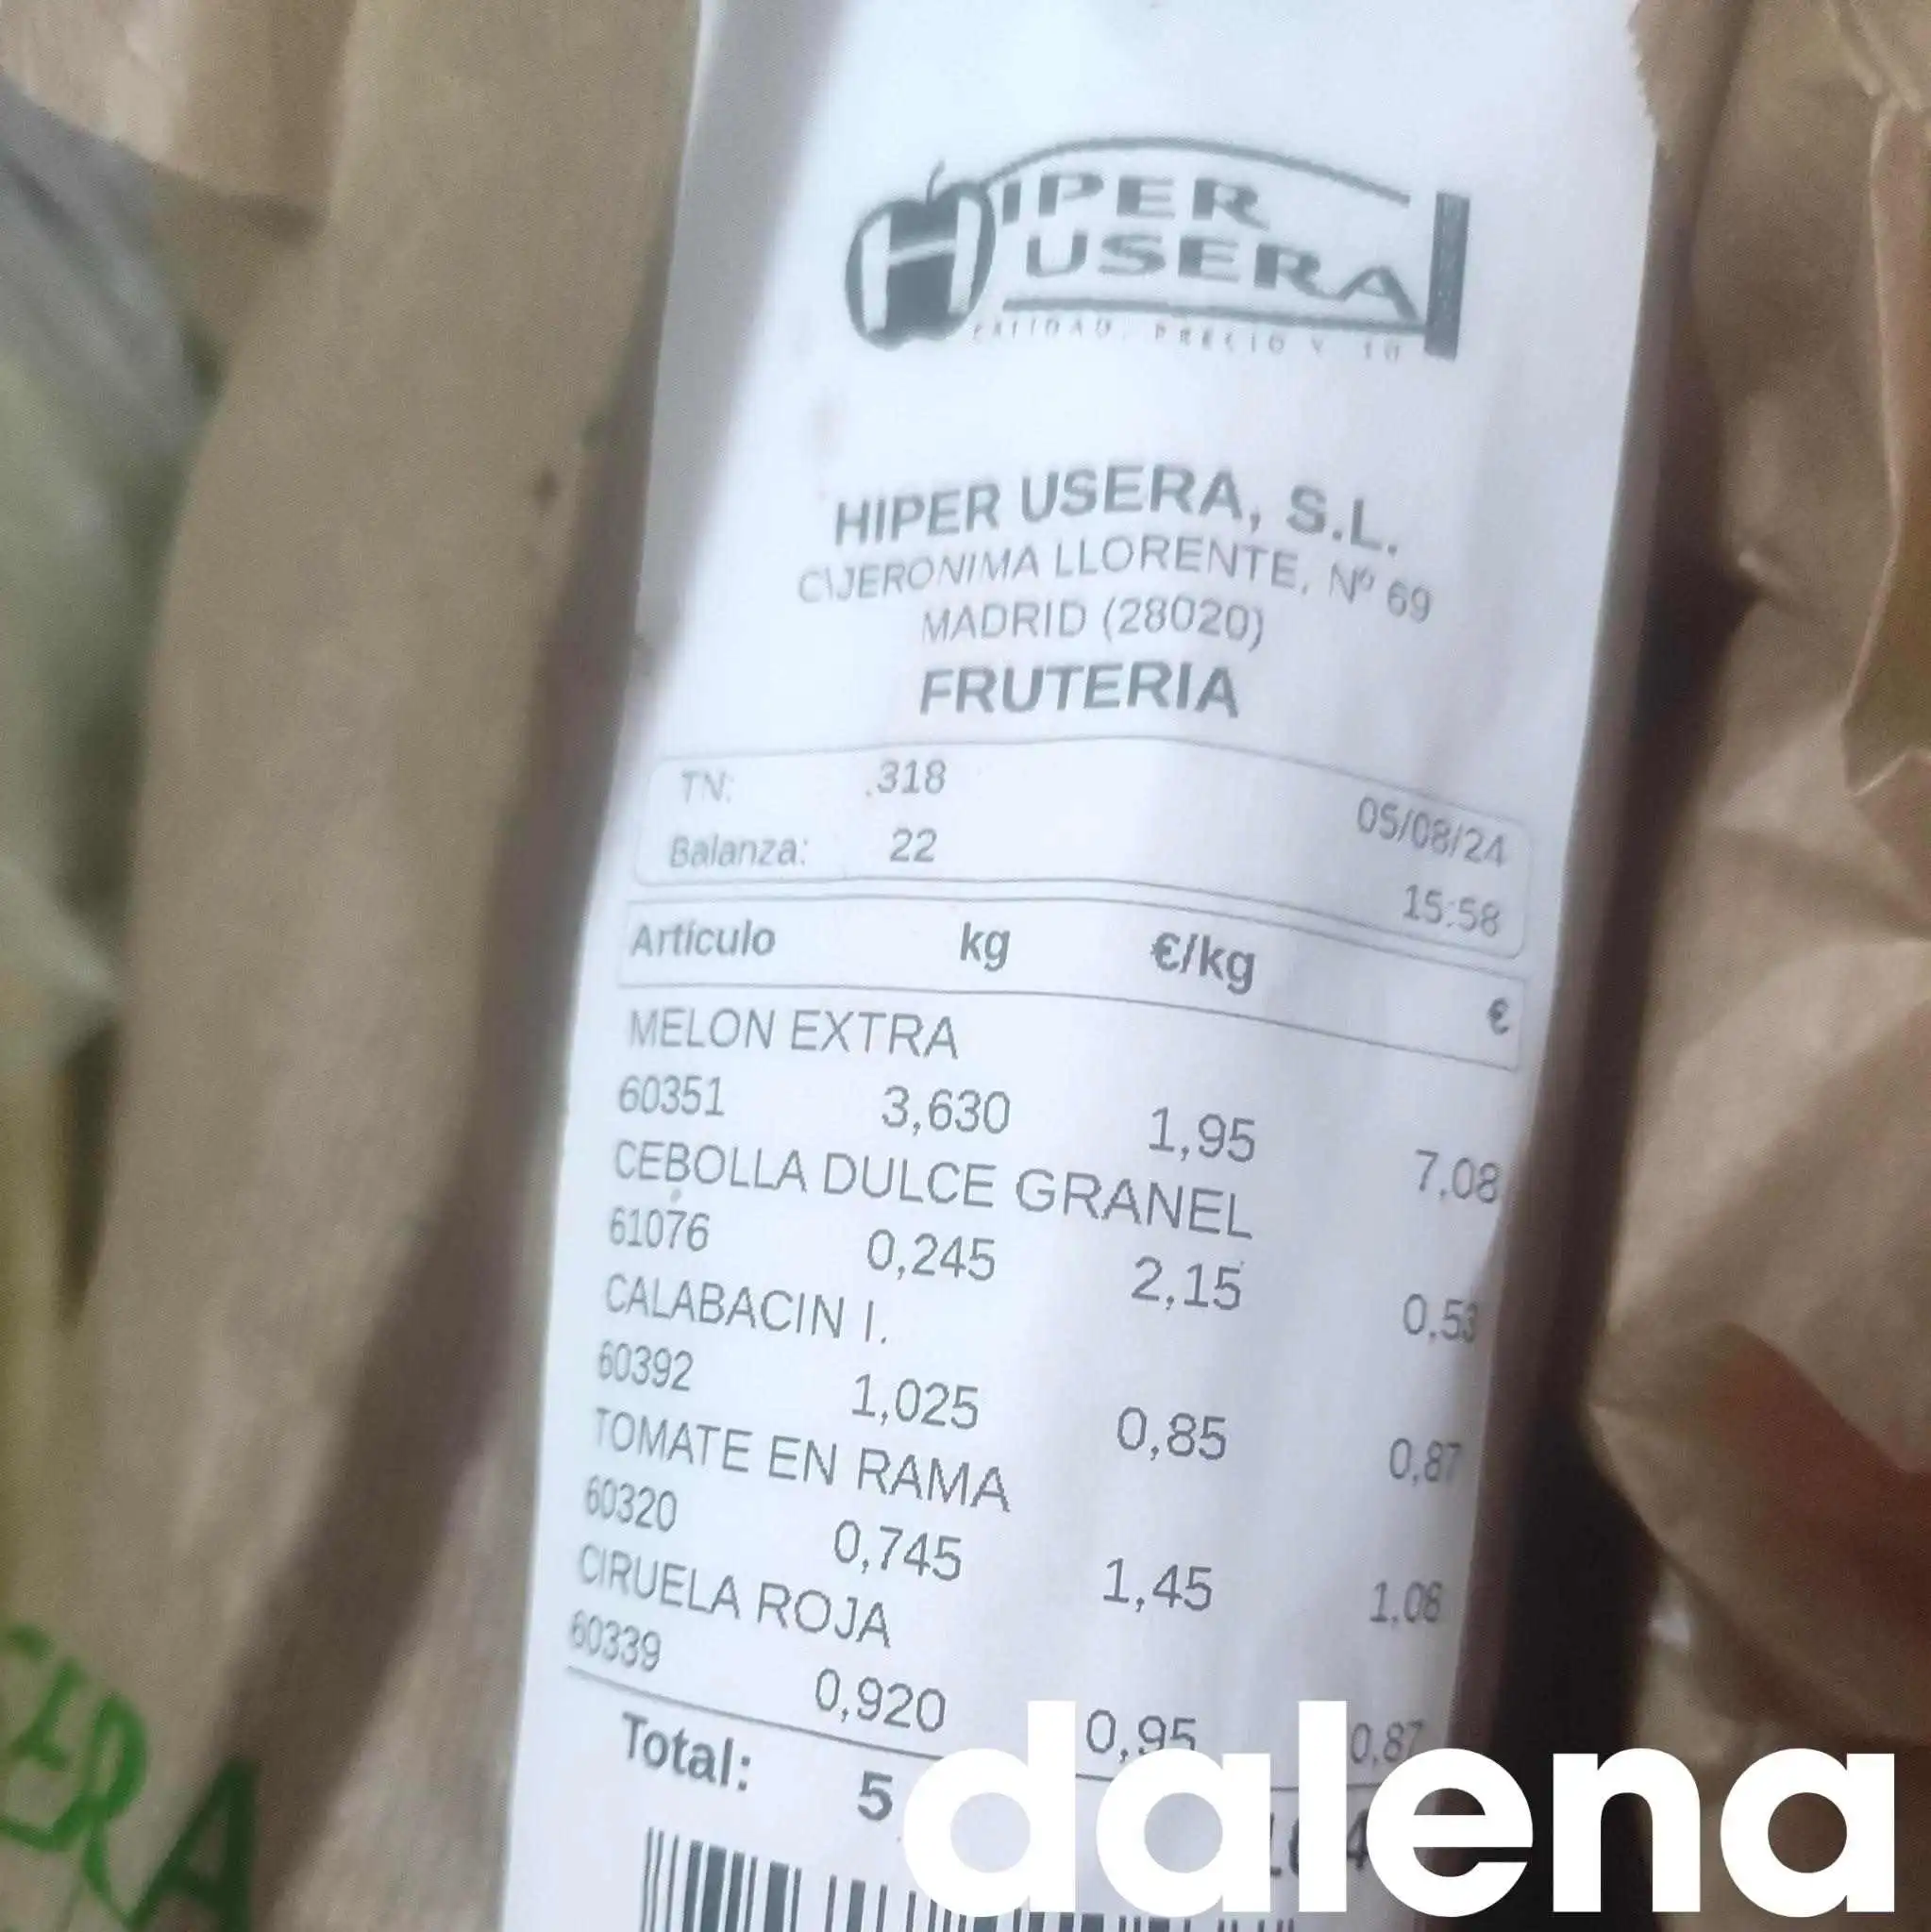 HIPER
USERA
CALIDAD, PRECIO Y
HIPER USERA, S.L.
C\JERONIMA LLORENTE, Nº 69
MADRID (28020)
FRUTERIA
TN: .318 05/08/24
Balanza: 22 15:58
Artículo kg €/kg €
MELON EXTRA
60351 3,630 1,95 7,08
CEBOLLA DULCE GRANEL
61076 0,245 2,15 0,53
CALABACIN I.
60392 1,025 0,85 0,87
TOMATE EN RAMA
60320 0,745 1,45 1,08
CIRUELA ROJA
60339 0,920 0,95 0,87
Total: 5
dalena
ERA